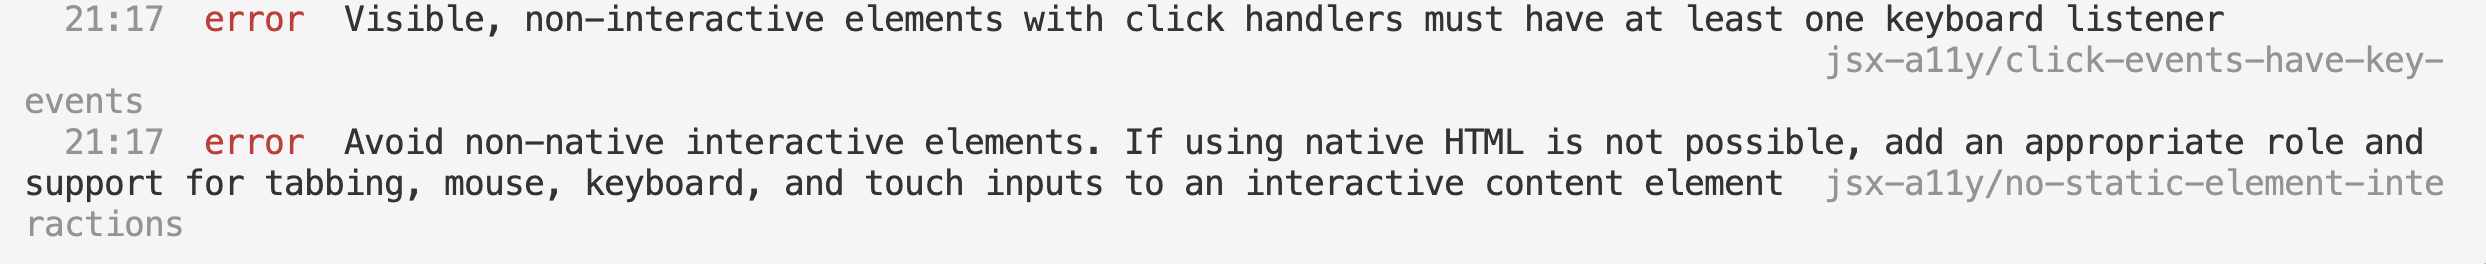 21:17 error Visible, non-interactive elements with click handlers must have at least one keyboard listener
jsx-a11y/click-events-have-key-
events
21:17 error Avoid non-native interactive elements. If using native HTML is not possible, add an appropriate role and
support for tabbing, mouse, keyboard, and touch inputs to an interactive content element jsx-a11y/no-static-element-inte
ractions